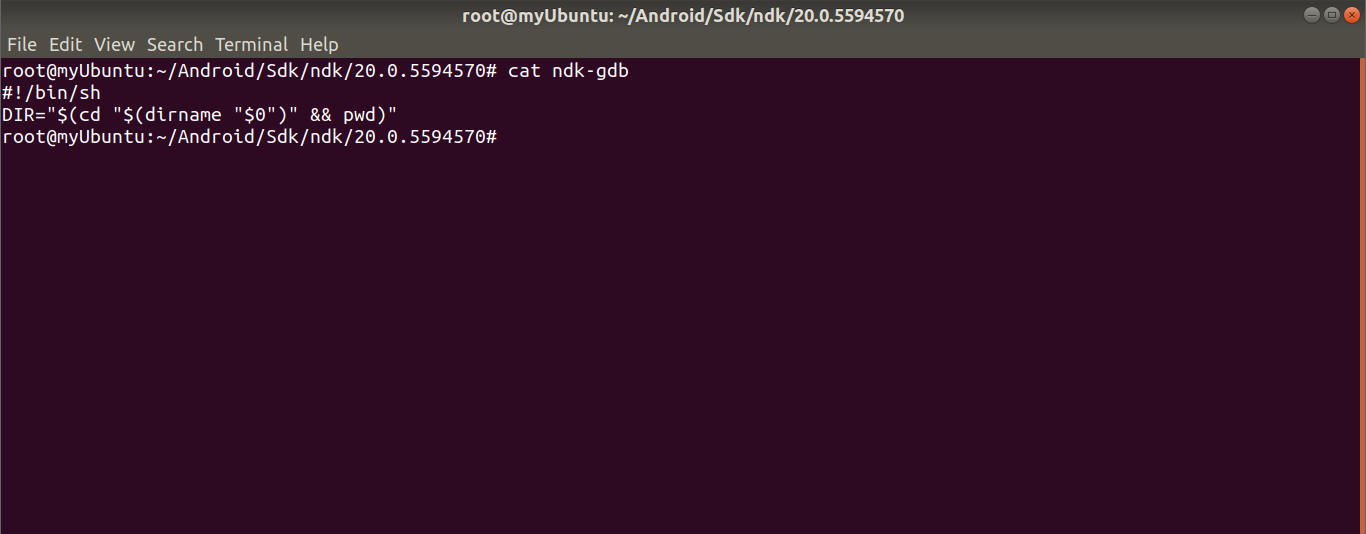 root@myUbuntu: ~/Android/Sdk/ndk/20.0.5594570
File Edit View Search Terminal Help
root@myUbuntu:~/Android/Sdk/ndk/20.0.5594570# cat ndk-gdb
#!/bin/sh
DIR="$(cd "$(dirname "$0")" && pwd)"
root@myUbuntu:~/Android/Sdk/ndk/20.0.5594570#